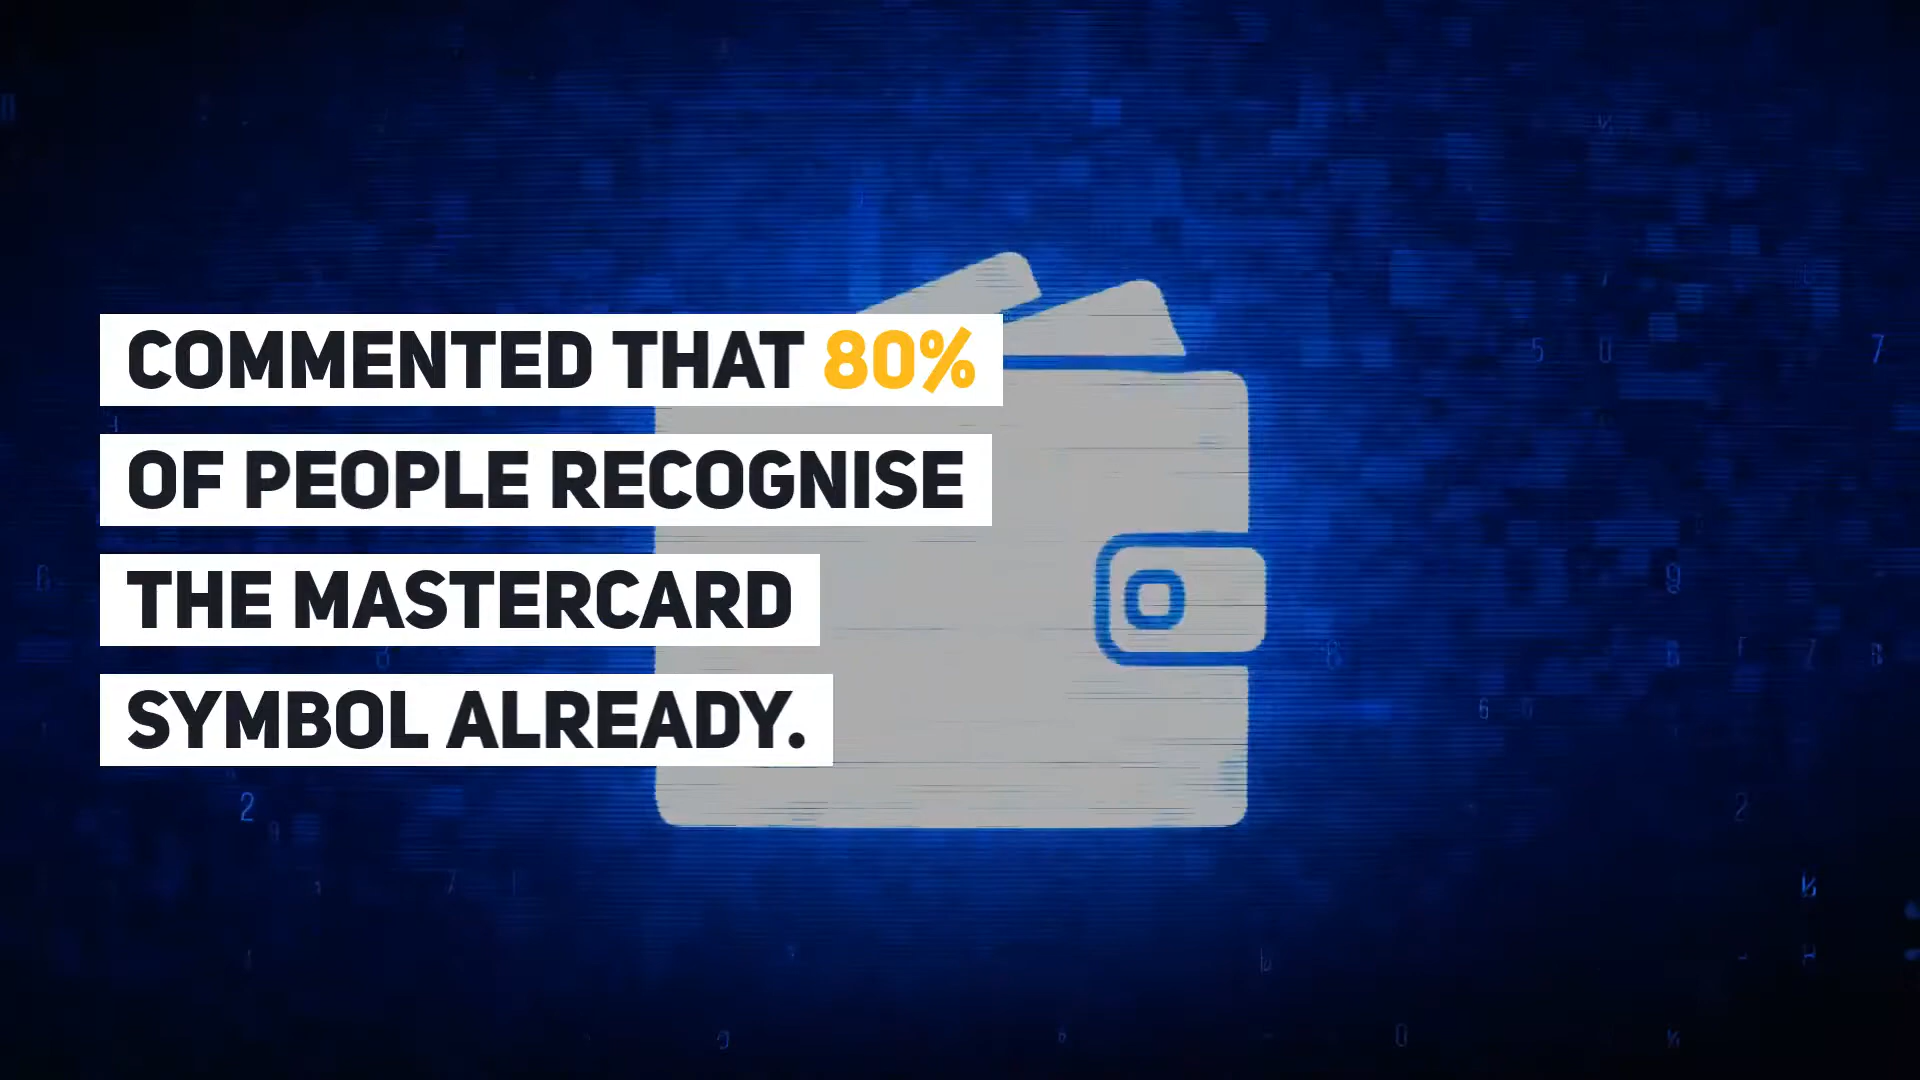 COMMENTED THAT 80%
OF PEOPLE RECOGNISE
THE MASTERCARD
SYMBOL ALREADY.